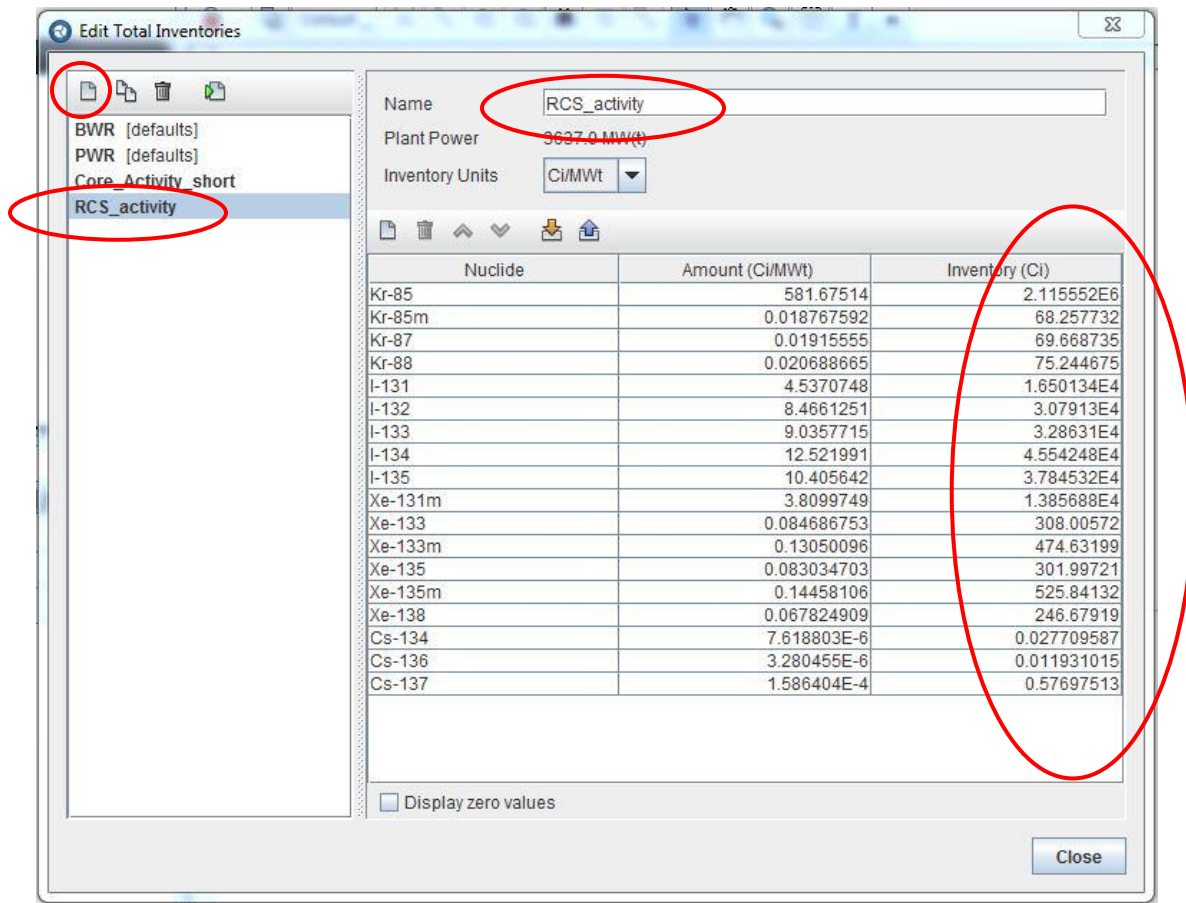 Edit Total Inventories
BWR [defaults]
PWR [defaults]
Core_Activity_short
RCS_activity
Name RCS_activity
Plant Power 3637.0 MW(t)
Inventory Units Ci/MWt
Nuclide Amount (Ci/MWt) Inventory (Ci)
Kr-85 581.67514 2.115552E6
Kr-85m 0.018767592 68.257732
Kr-87 0.01915555 69.668735
Kr-88 0.020688665 75.244675
I-131 4.5370748 1.650134E4
I-132 8.4661251 3.07913E4
I-133 9.0357715 3.28631E4
I-134 12.521991 4.554248E4
I-135 10.405642 3.784532E4
Xe-131m 3.8099749 1.385688E4
Xe-133 0.084686753 308.00572
Xe-133m 0.13050096 474.63199
Xe-135 0.083034703 301.99721
Xe-135m 0.14458106 525.84132
Xe-138 0.067824909 246.67919
Cs-134 7.618803E-6 0.027709587
Cs-136 3.280455E-6 0.011931015
Cs-137 1.586404E-4 0.57697513
Display zero values
Close